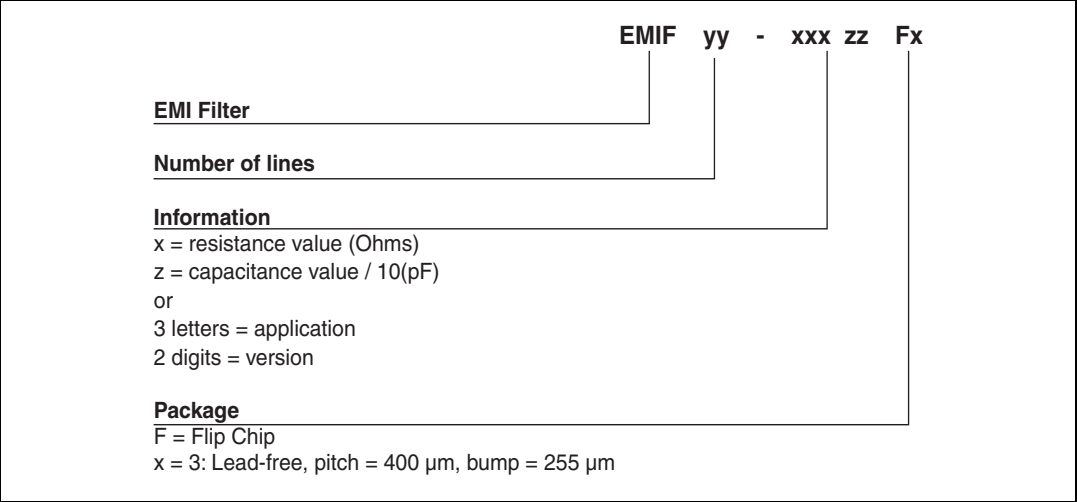 EMIF yy - xxx zz Fx
EMI Filter
Number of lines
Information
x = resistance value (Ohms)
z = capacitance value / 10(pF)
or
3 letters = application
2 digits = version
Package
F = Flip Chip
x = 3: Lead-free, pitch = 400 µm, bump = 255 µm